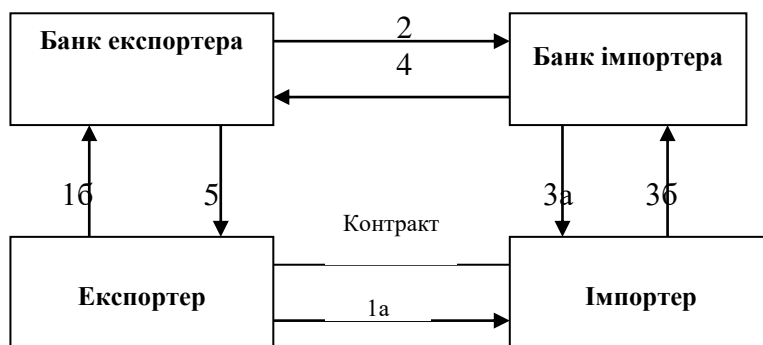 Банк експортера
2
Банк імпортера
4
1б
5
3а
3б
Контракт
Експортер
Імпортер
1а